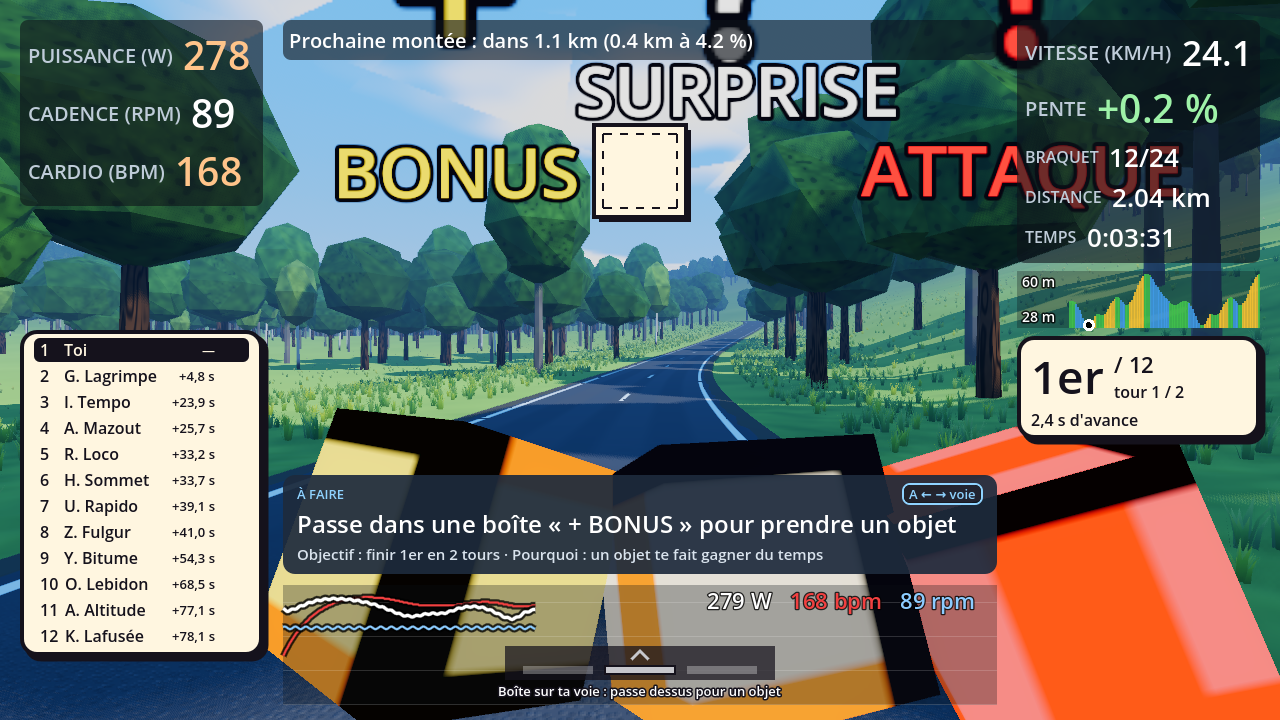 PUISSANCE (W) 278
CADENCE (RPM) 89
CARDIO (BPM) 168
Prochaine montée : dans 1.1 km (0.4 km à 4.2 %)
SURPRISE
BONUS
ATTAQUE
VITESSE (KM/H) 24.1
PENTE +0.2 %
BRAQUET 12/24
DISTANCE 2.04 km
TEMPS 0:03:31
60 m
28 m
1er / 12
tour 1 / 2
2,4 s d'avance
1 Toi —
2 G. Lagrimpe +4,8 s
3 I. Tempo +23,9 s
4 A. Mazout +25,7 s
5 R. Loco +33,2 s
6 H. Sommet +33,7 s
7 U. Rapido +39,1 s
8 Z. Fulgur +41,0 s
9 Y. Bitume +54,3 s
10 O. Lebidon +68,5 s
11 A. Altitude +77,1 s
12 K. Lafusée +78,1 s
À FAIRE
A ← → voie
Passe dans une boîte « + BONUS » pour prendre un objet
Objectif : finir 1er en 2 tours · Pourquoi : un objet te fait gagner du temps
279 W 168 bpm 89 rpm
Boîte sur ta voie : passe dessus pour un objet